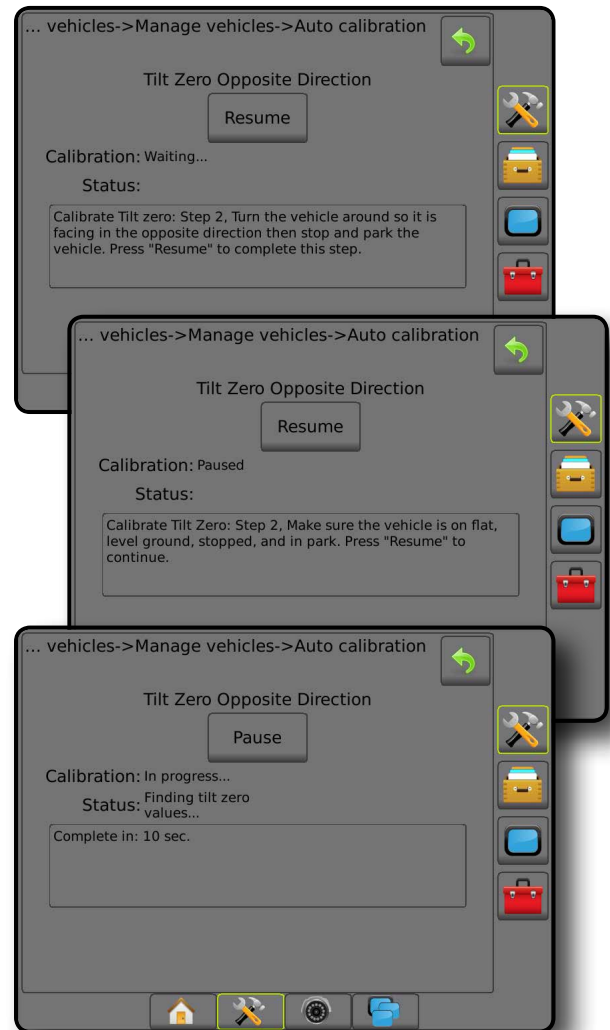 ... vehicles->Manage vehicles->Auto calibration
Tilt Zero Opposite Direction
Resume
Calibration: Waiting...
Status:
Calibrate Tilt zero: Step 2, Turn the vehicle around so it is
facing in the opposite direction then stop and park the
vehicle. Press "Resume" to complete this step.
... vehicles->Manage vehicles->Auto calibration
Tilt Zero Opposite Direction
Resume
Calibration: Paused
Status:
Calibrate Tilt Zero: Step 2, Make sure the vehicle is on flat,
level ground, stopped, and in park. Press "Resume" to
continue.
... vehicles->Manage vehicles->Auto calibration
Tilt Zero Opposite Direction
Pause
Calibration: In progress...
Status: Finding tilt zero
values...
Complete in: 10 sec.